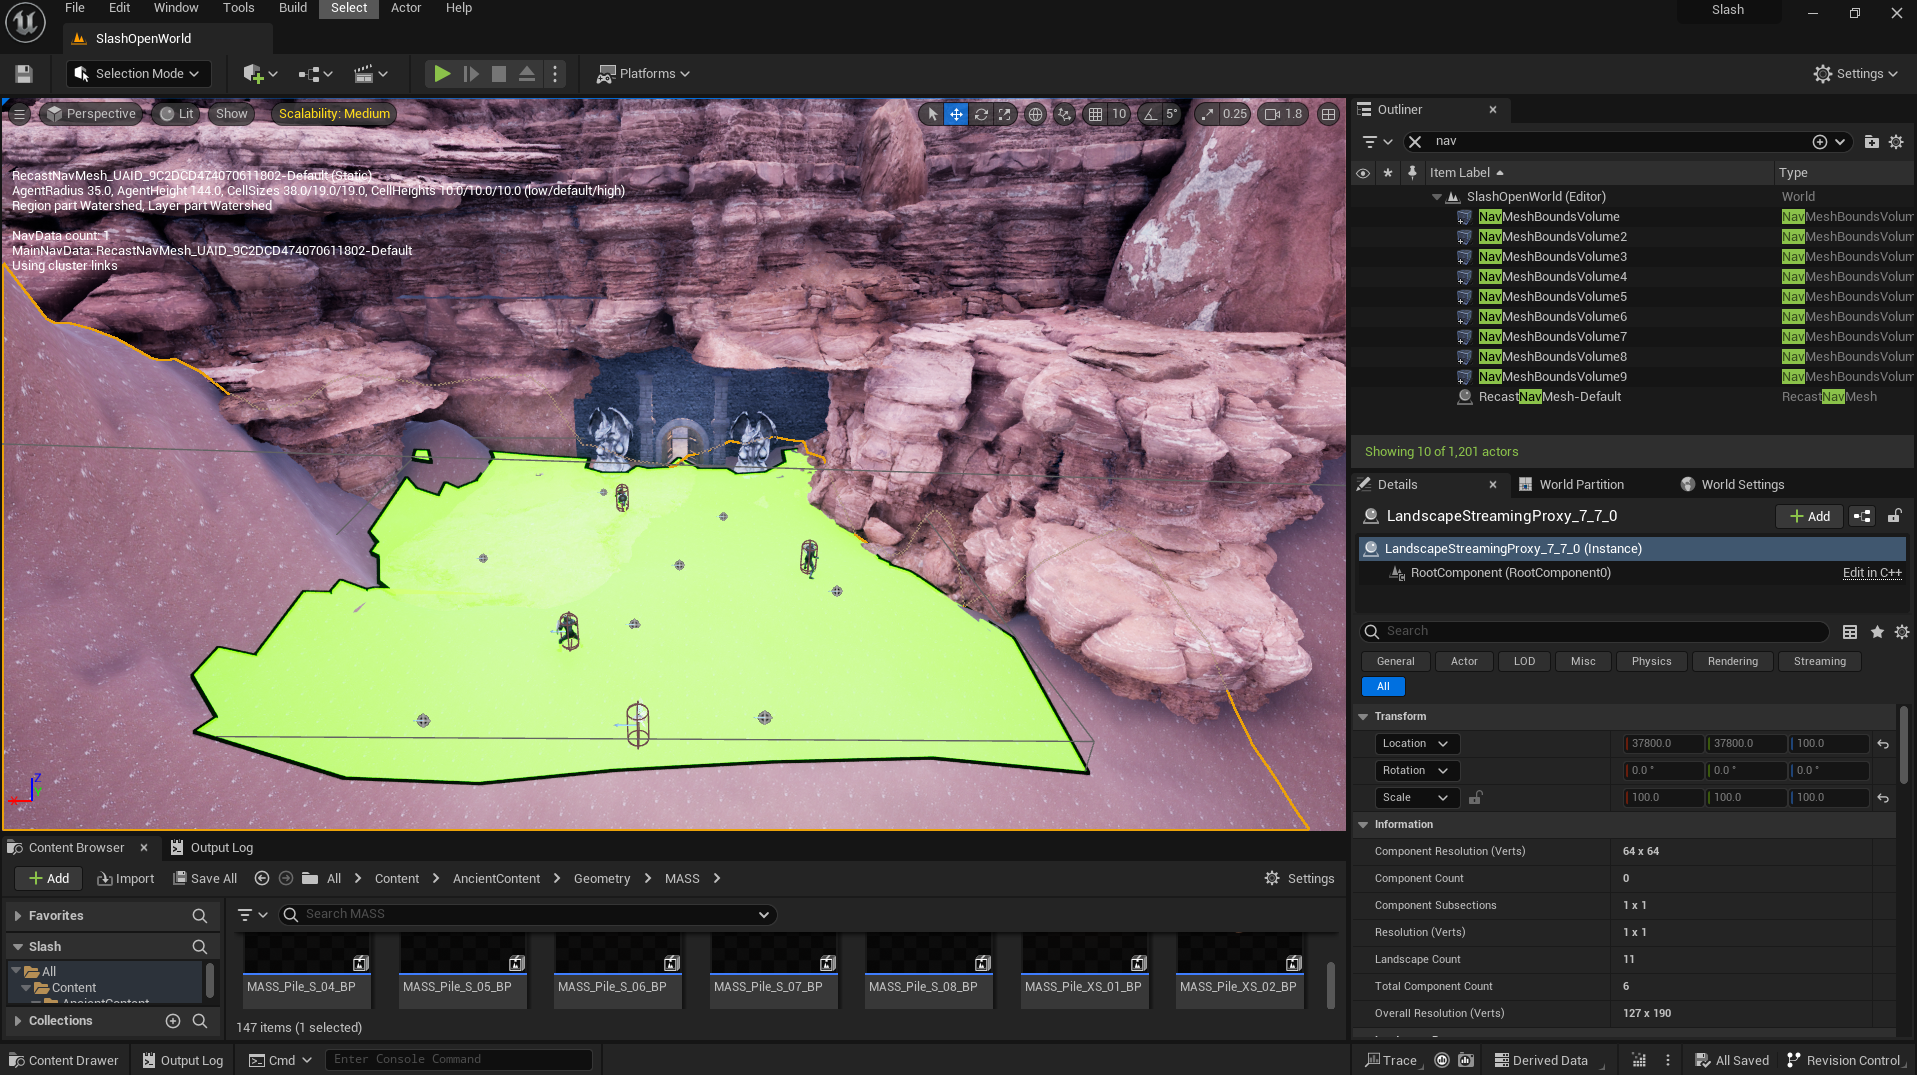 File Edit Window Tools Build Select Actor Help
Slash
SlashOpenWorld
Selection Mode
Platforms
Settings
Perspective
Lit
Show
Scalability: Medium
10
5°
0.25
1.8
RecastNavMesh_UAID_9C2DCD474070611802-Default (Static)
AgentRadius 35.0, AgentHeight 144.0, CellSizes 38.0/19.0/19.0, CellHeights 10.0/10.0/10.0 (low/default/high)
Region part Watershed, Layer part Watershed
NavData count: 1
MainNavData: RecastNavMesh_UAID_9C2DCD474070611802-Default
Using cluster links
Z
Y
X
Outliner
nav
Item Label
Type
SlashOpenWorld (Editor) World
NavMeshBoundsVolume NavMeshBoundsVolum
NavMeshBoundsVolume2 NavMeshBoundsVolum
NavMeshBoundsVolume3 NavMeshBoundsVolum
NavMeshBoundsVolume4 NavMeshBoundsVolum
NavMeshBoundsVolume5 NavMeshBoundsVolum
NavMeshBoundsVolume6 NavMeshBoundsVolum
NavMeshBoundsVolume7 NavMeshBoundsVolum
NavMeshBoundsVolume8 NavMeshBoundsVolum
NavMeshBoundsVolume9 NavMeshBoundsVolum
RecastNavMesh-Default RecastNavMesh
Showing 10 of 1,201 actors
Details
World Partition
World Settings
LandscapeStreamingProxy_7_7_0
Add
LandscapeStreamingProxy_7_7_0 (Instance)
RootComponent (RootComponent0)
Edit in C++
Search
General Actor LOD Misc Physics Rendering Streaming
All
Transform
Location 37800.0 37800.0 100.0
Rotation 0.0 ° 0.0 ° 0.0 °
Scale 100.0 100.0 100.0
Information
Component Resolution (Verts) 64 x 64
Component Count 0
Component Subsections 1 x 1
Resolution (Verts) 1 x 1
Landscape Count 11
Total Component Count 6
Overall Resolution (Verts) 127 x 190
Content Browser
Output Log
Add
Import
Save All
All > Content > AncientContent > Geometry > MASS >
Settings
Favorites
Search MASS
Slash
All
Content
AncientContent
Collections
MASS_Pile_S_04_BP
MASS_Pile_S_05_BP
MASS_Pile_S_06_BP
MASS_Pile_S_07_BP
MASS_Pile_S_08_BP
MASS_Pile_XS_01_BP
MASS_Pile_XS_02_BP
147 items (1 selected)
Content Drawer
Output Log
Cmd
Enter Console Command
Trace
Derived Data
All Saved
Revision Control